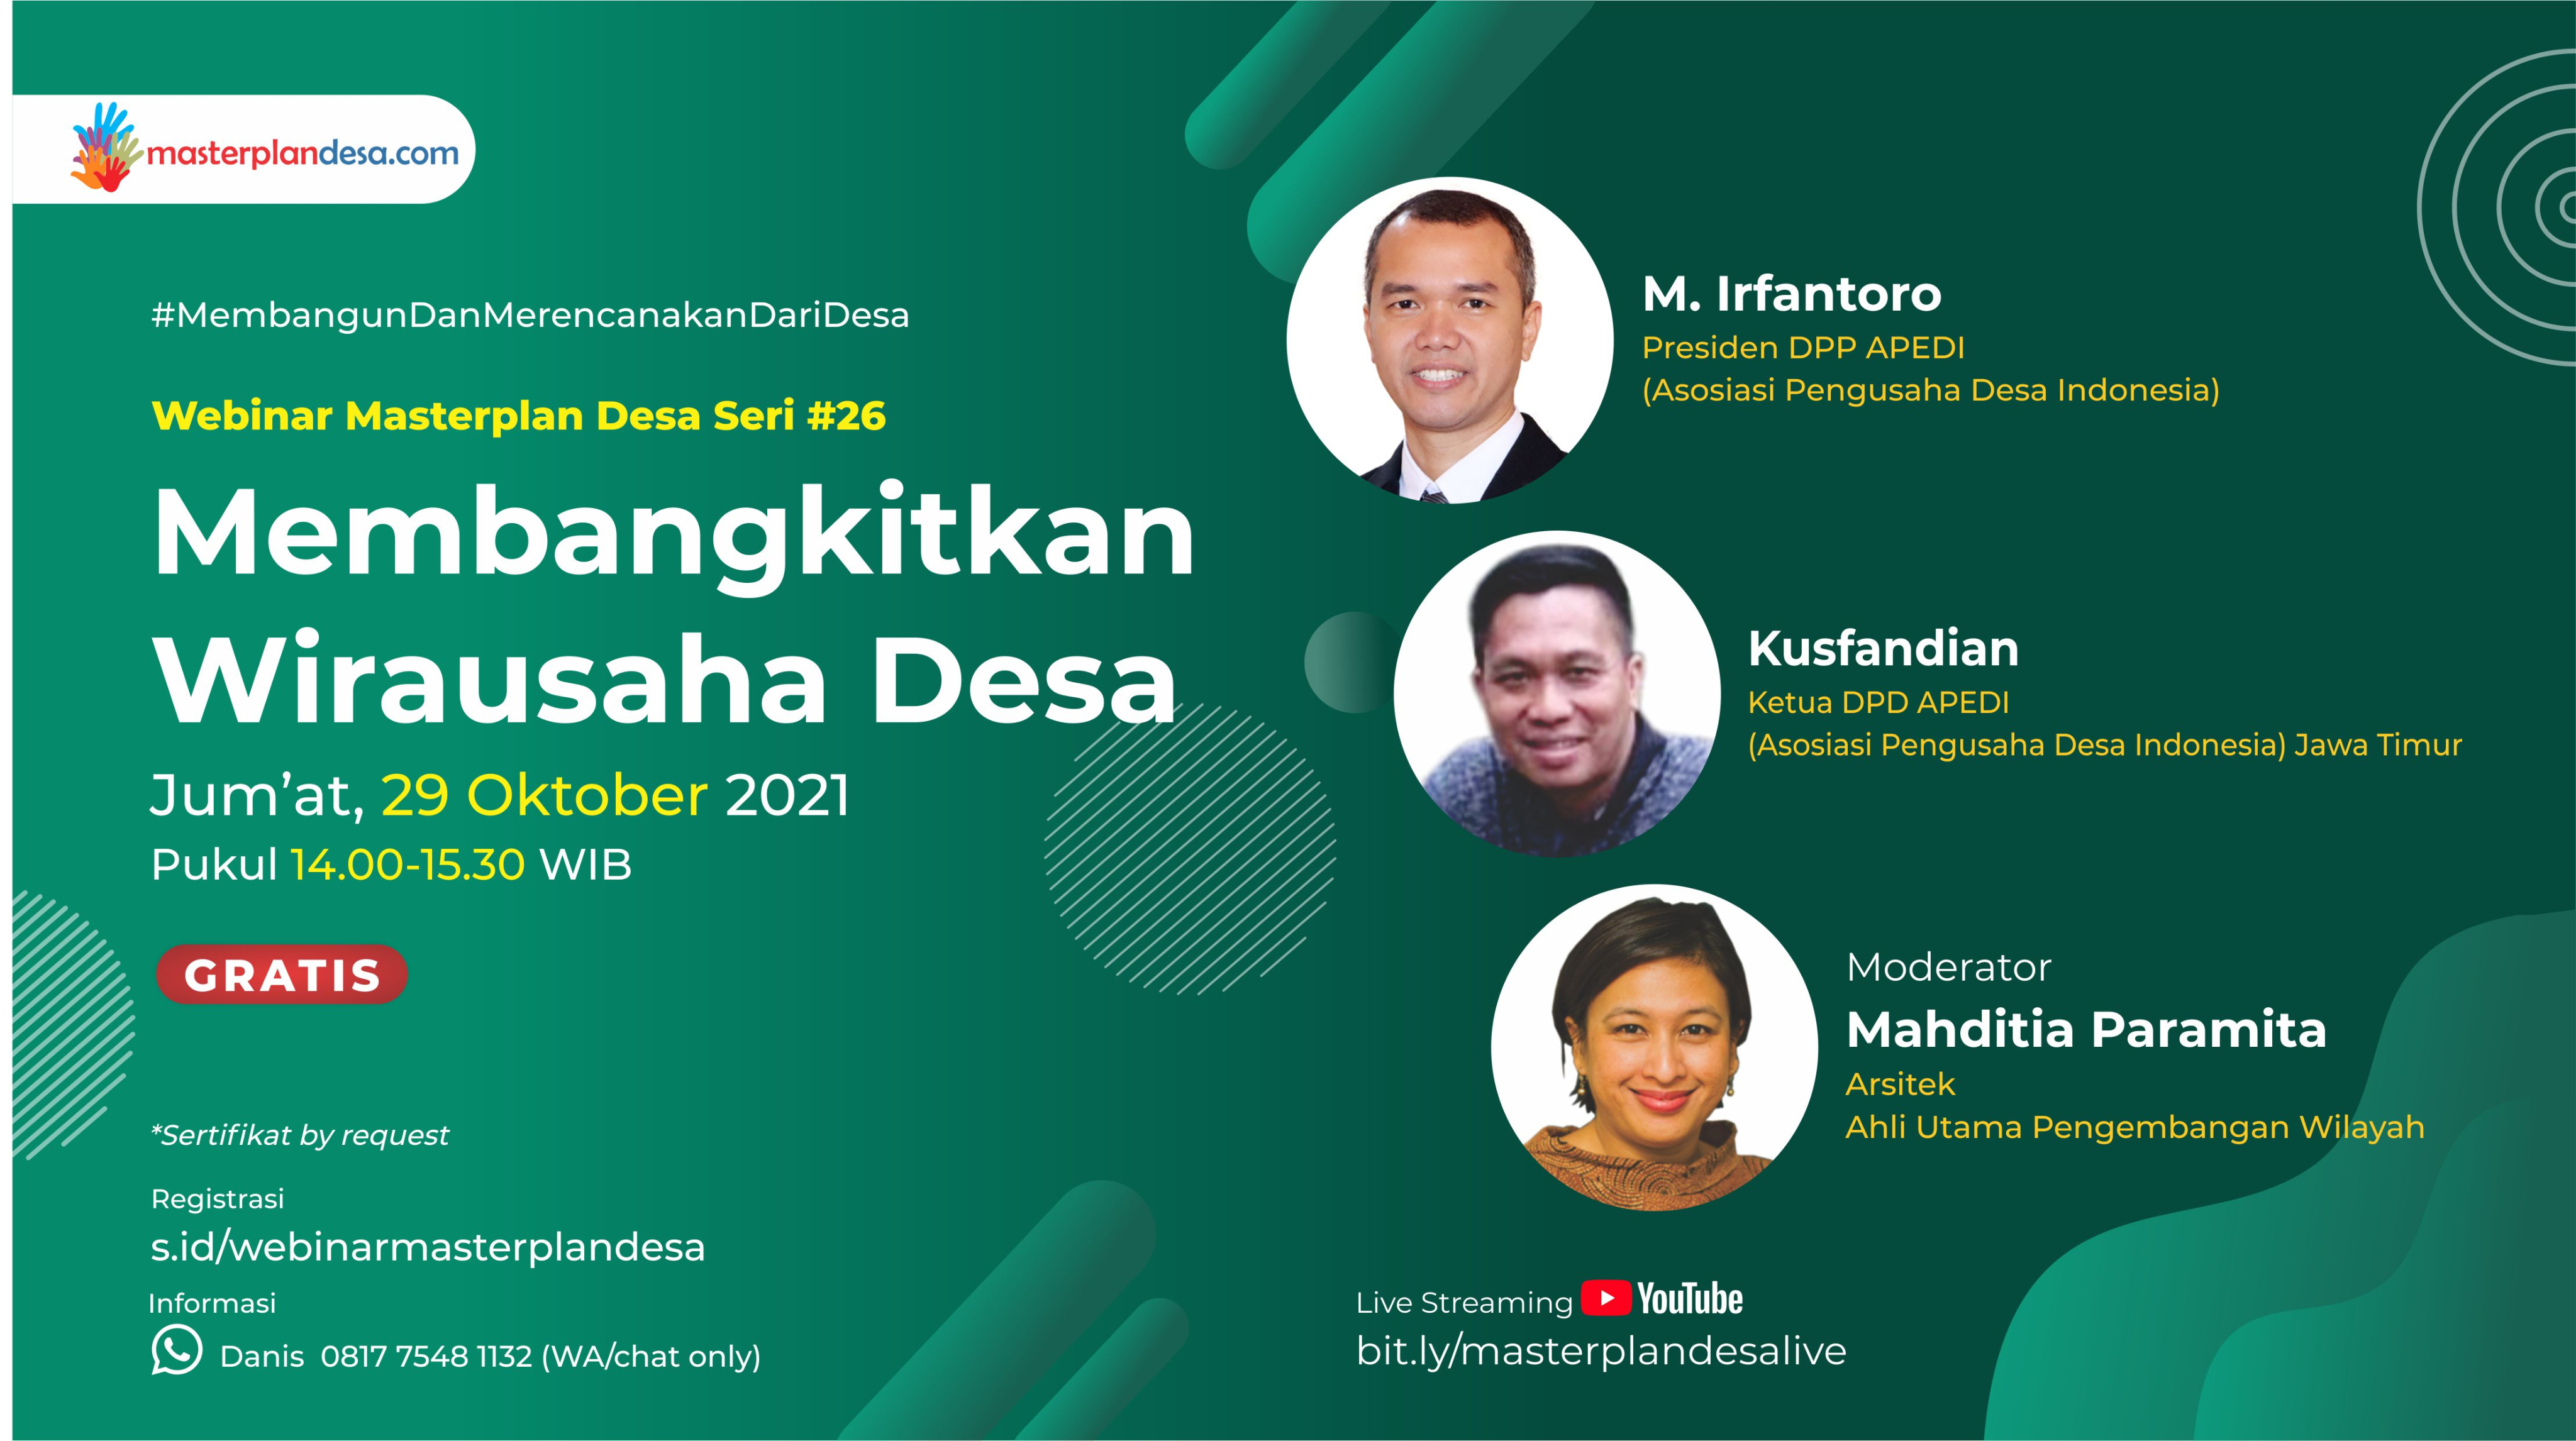 masterplandesa.com
#MembangunDanMerencanakanDariDesa
Webinar Masterplan Desa Seri #26
Membangkitkan
Wirausaha Desa
Jum'at, 29 Oktober 2021
Pukul 14.00-15.30 WIB
GRATIS
*Sertifikat by request
Registrasi
s.id/webinarmasterplandesa
Informasi
Danis 0817 7548 1132 (WA/chat only)
M. Irfantoro
Presiden DPP APEDI
(Asosiasi Pengusaha Desa Indonesia)
Kusfandian
Ketua DPD APEDI
(Asosiasi Pengusaha Desa Indonesia) Jawa Timur
Moderator
Mahditia Paramita
Arsitek
Ahli Utama Pengembangan Wilayah
Live Streaming YouTube
bit.ly/masterplandesalive